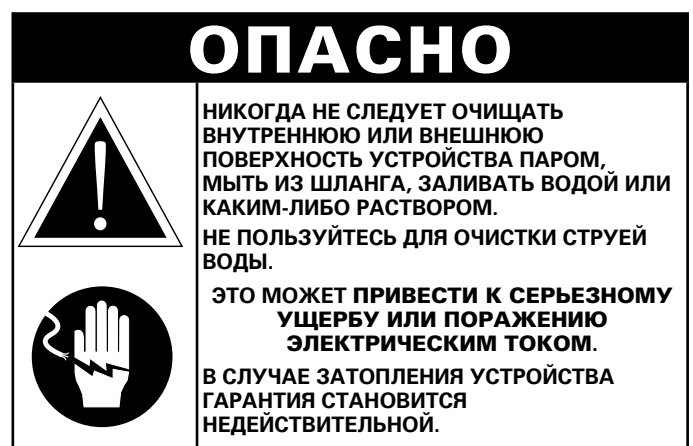 ОПАСНО
НИКОГДА НЕ СЛЕДУЕТ ОЧИЩАТЬ
ВНУТРЕННЮЮ ИЛИ ВНЕШНЮЮ
ПОВЕРХНОСТЬ УСТРОЙСТВА ПАРОМ,
МЫТЬ ИЗ ШЛАНГА, ЗАЛИВАТЬ ВОДОЙ ИЛИ
КАКИМ-ЛИБО РАСТВОРОМ.
НЕ ПОЛЬЗУЙТЕСЬ ДЛЯ ОЧИСТКИ СТРУЕЙ
ВОДЫ.
ЭТО МОЖЕТ ПРИВЕСТИ К СЕРЬЕЗНОМУ
УЩЕРБУ ИЛИ ПОРАЖЕНИЮ
ЭЛЕКТРИЧЕСКИМ ТОКОМ.
В СЛУЧАЕ ЗАТОПЛЕНИЯ УСТРОЙСТВА
ГАРАНТИЯ СТАНОВИТСЯ
НЕДЕЙСТВИТЕЛЬНОЙ.